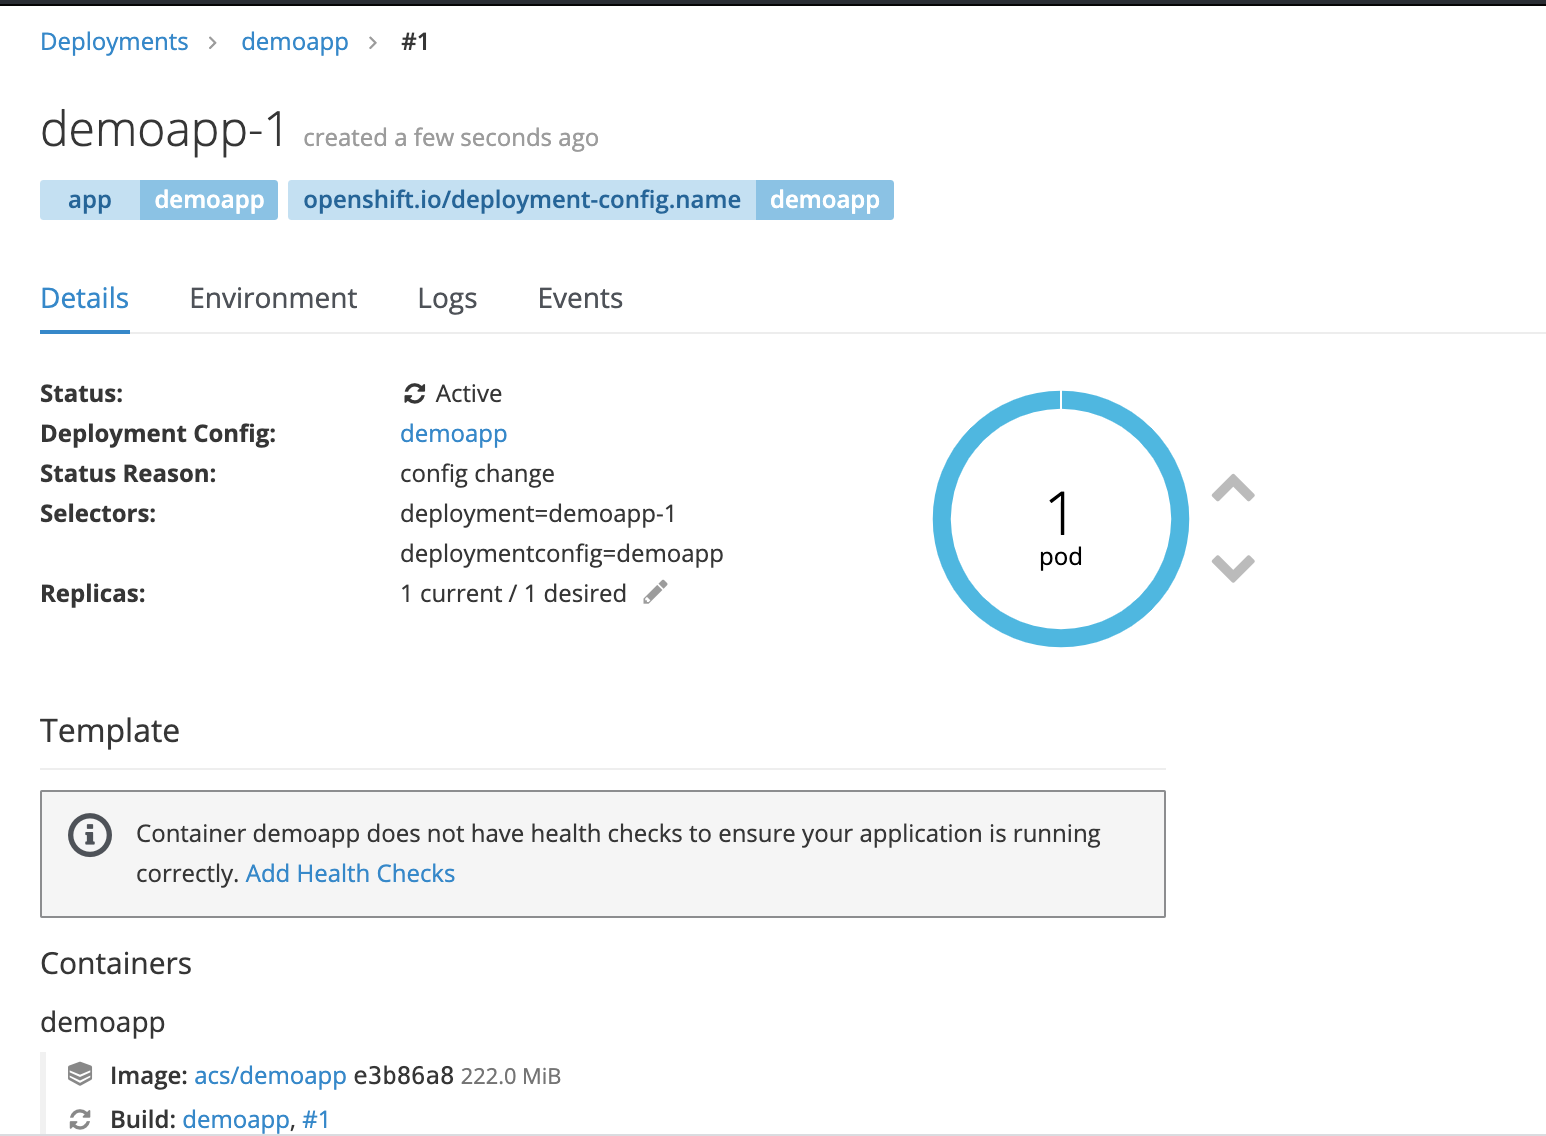 Deployments > demoapp > #1
demoapp-1 created a few seconds ago
app demoapp openshift.io/deployment-config.name demoapp
Details Environment Logs Events
Status: Active
Deployment Config: demoapp
Status Reason: config change
Selectors: deployment=demoapp-1
deploymentconfig=demoapp
Replicas: 1 current / 1 desired
1
pod
Template
Container demoapp does not have health checks to ensure your application is running
correctly. Add Health Checks
Containers
demoapp
Image: acs/demoapp e3b86a8 222.0 MiB
Build: demoapp, #1